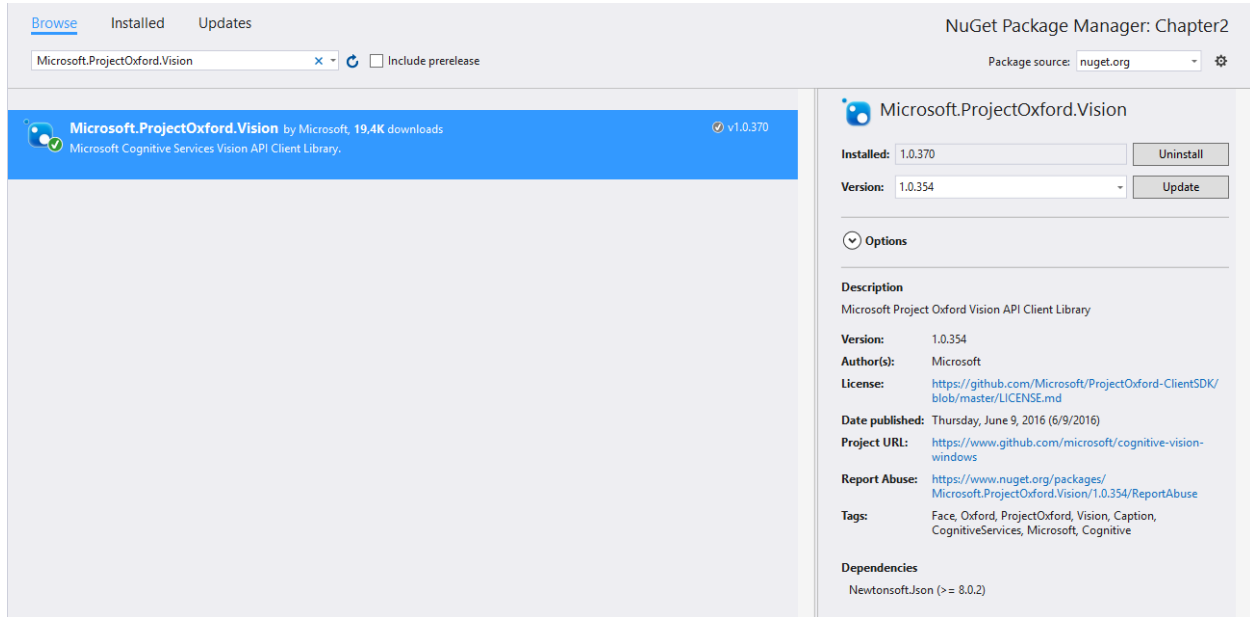 Browse Installed Updates
NuGet Package Manager: Chapter2
Microsoft.ProjectOxford.Vision
Include prerelease
Package source: nuget.org
Microsoft.ProjectOxford.Vision by Microsoft, 19,4K downloads
v1.0.370
Microsoft Cognitive Services Vision API Client Library.
Microsoft.ProjectOxford.Vision
Installed: 1.0.370 Uninstall
Version: 1.0.354 Update
Options
Description
Microsoft Project Oxford Vision API Client Library
Version: 1.0.354
Author(s): Microsoft
License: https://github.com/Microsoft/ProjectOxford-ClientSDK/
blob/master/LICENSE.md
Date published: Thursday, June 9, 2016 (6/9/2016)
Project URL: https://www.github.com/microsoft/cognitive-vision-
windows
Report Abuse: https://www.nuget.org/packages/
Microsoft.ProjectOxford.Vision/1.0.354/ReportAbuse
Tags: Face, Oxford, ProjectOxford, Vision, Caption,
CognitiveServices, Microsoft, Cognitive
Dependencies
Newtonsoft.Json (>= 8.0.2)